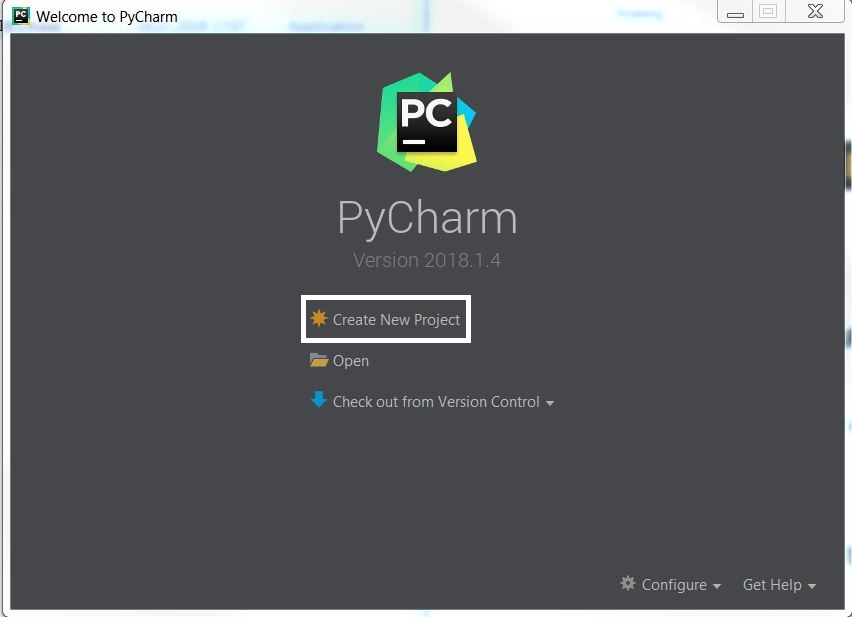 Welcome to PyCharm
PC
PyCharm
Version 2018.1.4
Create New Project
Open
Check out from Version Control
Configure
Get Help